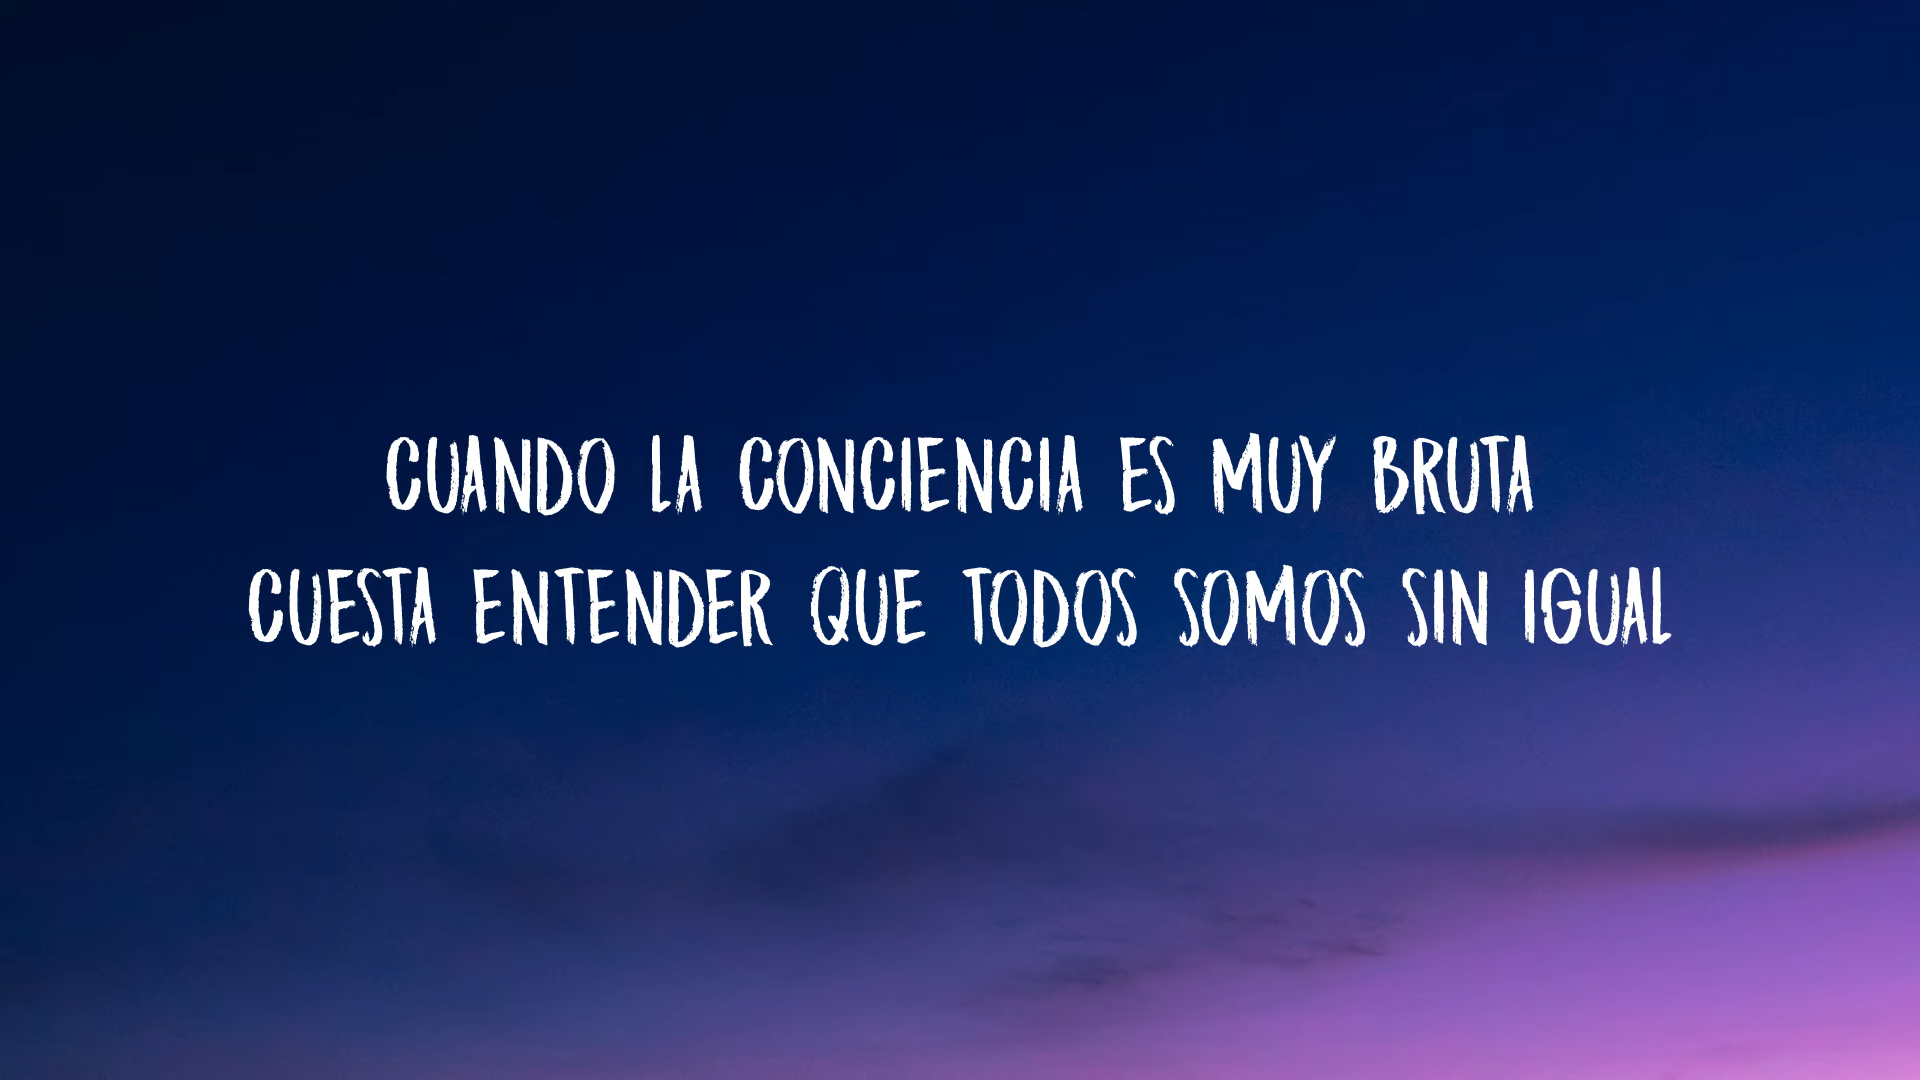 CUANDO LA CONCIENCIA ES MUY BRUTA
CUESTA ENTENDER QUE TODOS SOMOS SIN IGUAL